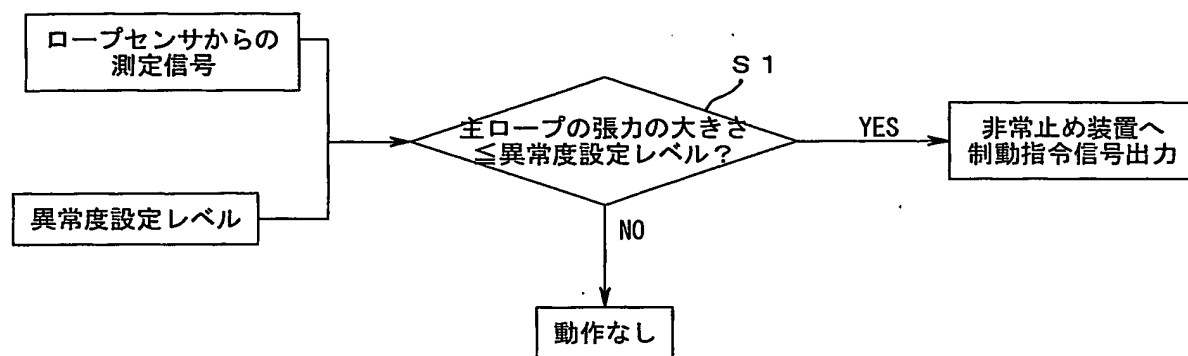 ロープセンサからの
測定信号
異常度設定レベル
S1
主ロープの張力の大きさ
≦異常度設定レベル?
YES
非常止め装置へ
制動指令信号出力
NO
動作なし